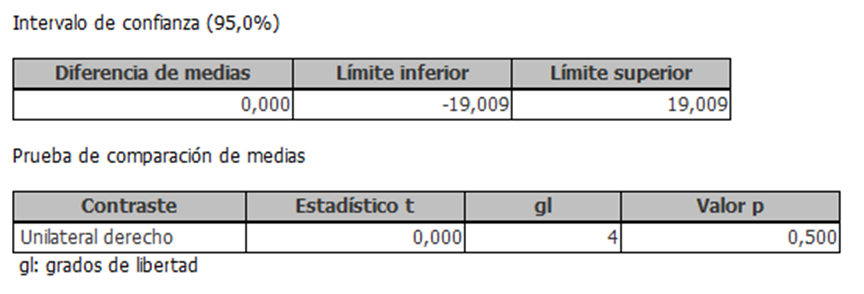 Intervalo de confianza (95,0%)
Diferencia de medias Límite inferior Límite superior
0,000 -19,009 19,009
Prueba de comparación de medias
Contraste Estadístico t gl Valor p
Unilateral derecho 0,000 4 0,500
gl: grados de libertad